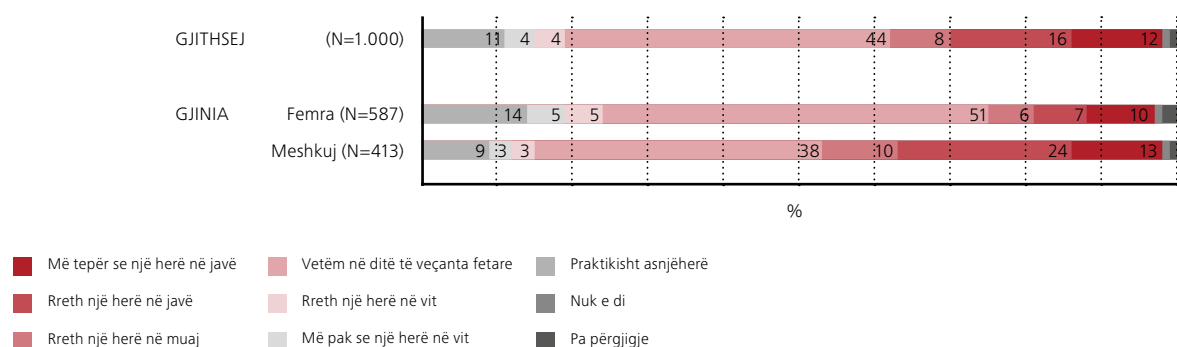 GJITHSEJ (N=1.000) 11 4 4 44 8 16 12
GJINIA Femra (N=587) 14 5 5 51 6 7 10
Meshkuj (N=413) 9 3 3 38 10 24 13
%
Më tepër se një herë në javë Vetëm në ditë të veçanta fetare Praktikisht asnjëherë
Rreth një herë në javë Rreth një herë në vit Nuk e di
Rreth një herë në muaj Më pak se një herë në vit Pa përgjigje